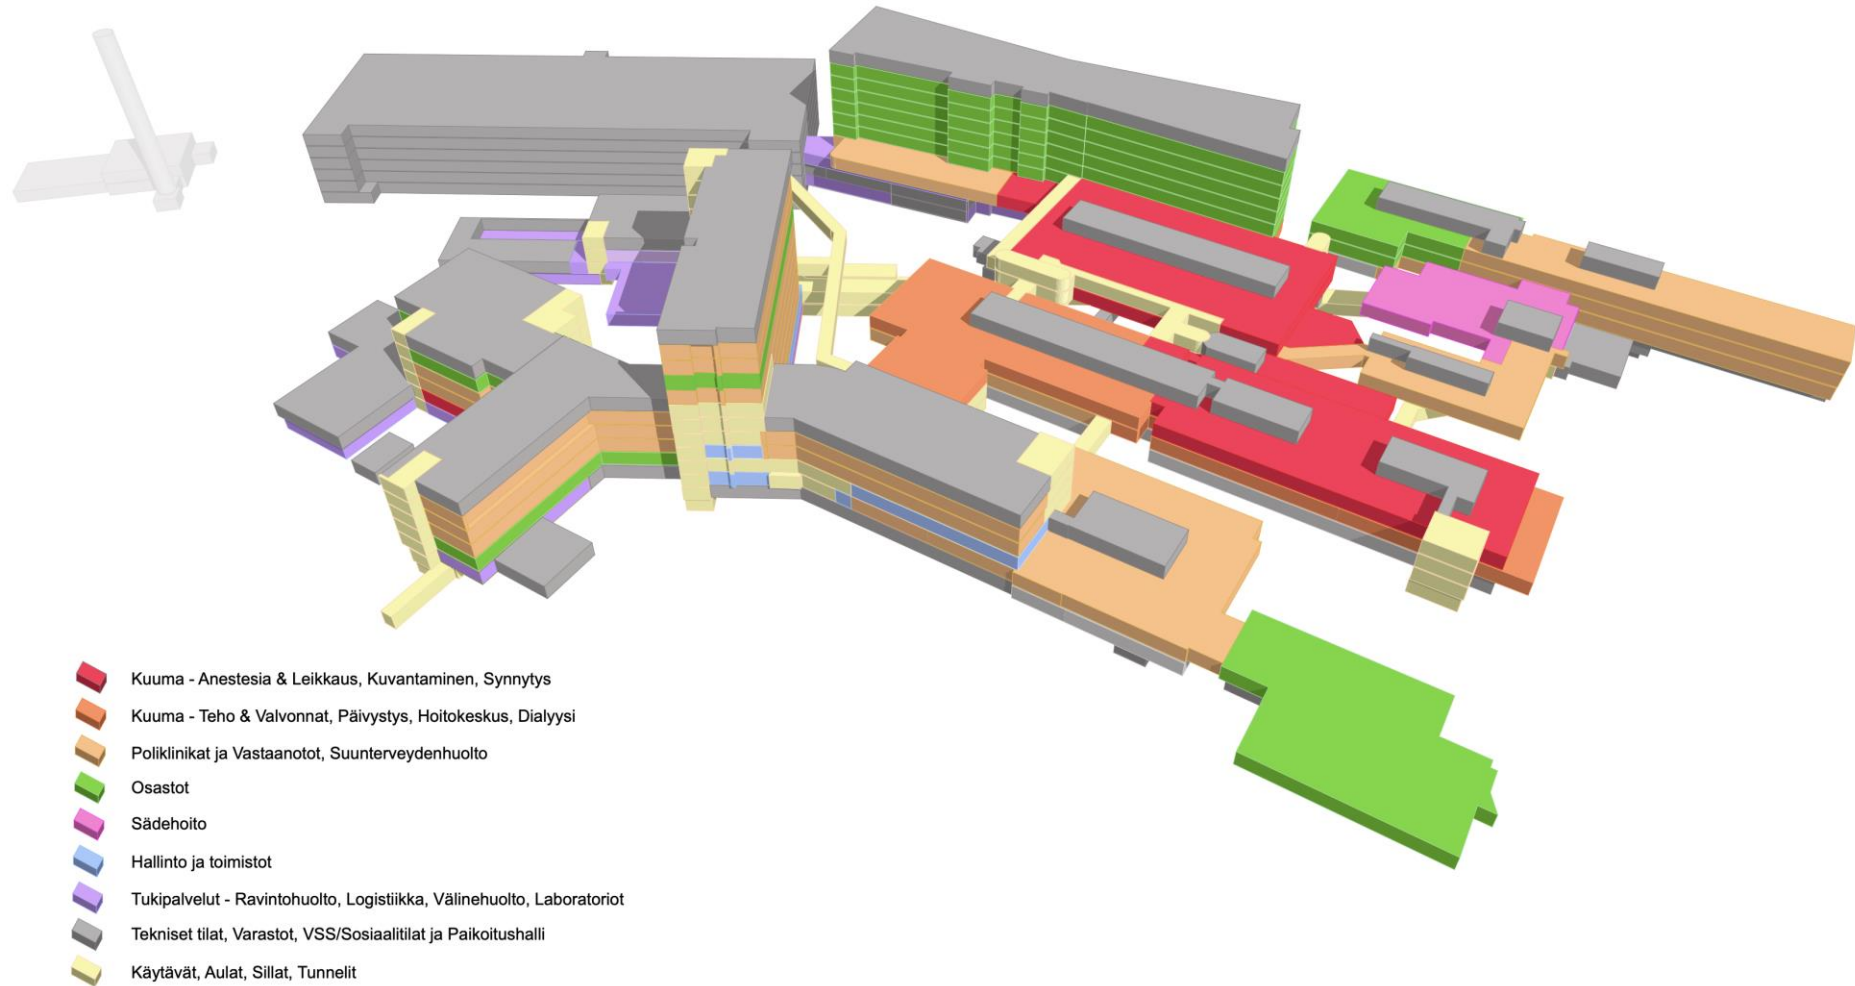 Kuuma - Anestesia & Leikkaus, Kuvantaminen, Synnytys
Kuuma - Teho & Valvonnat, Päivystys, Hoitokeskus, Dialyysi
Poliklinikat ja Vastaanotot, Suunterveydenhuolto
Osastot
Sädehoito
Hallinto ja toimistot
Tukipalvelut - Ravintohuolto, Logistiikka, Välinehuolto, Laboratoriot
Tekniset tilat, Varastot, VSS/Sosiaalitilat ja Paikoitushalli
Käytävät, Aulat, Sillat, Tunnelit